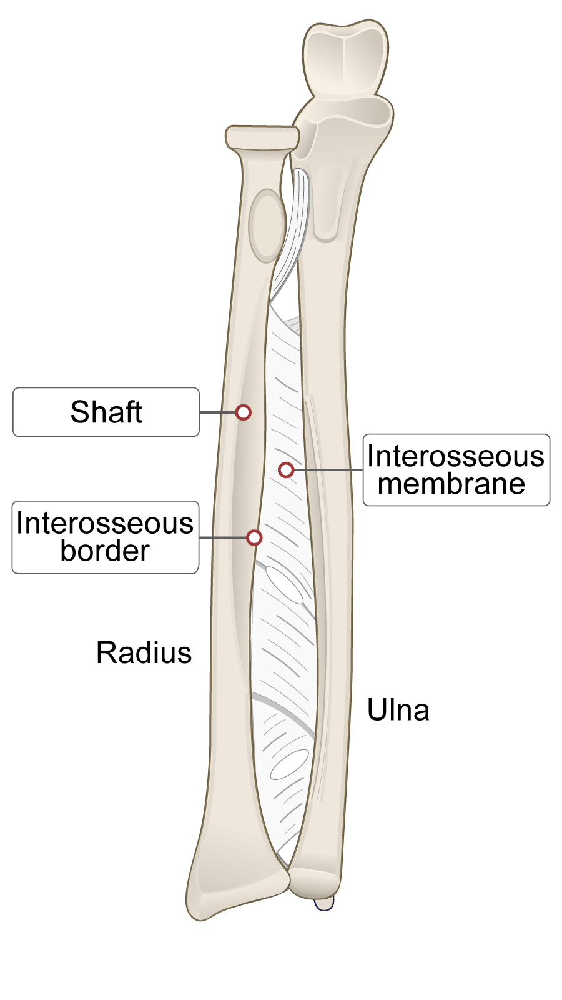 Shaft
Interosseous
membrane
Interosseous
border
Radius
Ulna